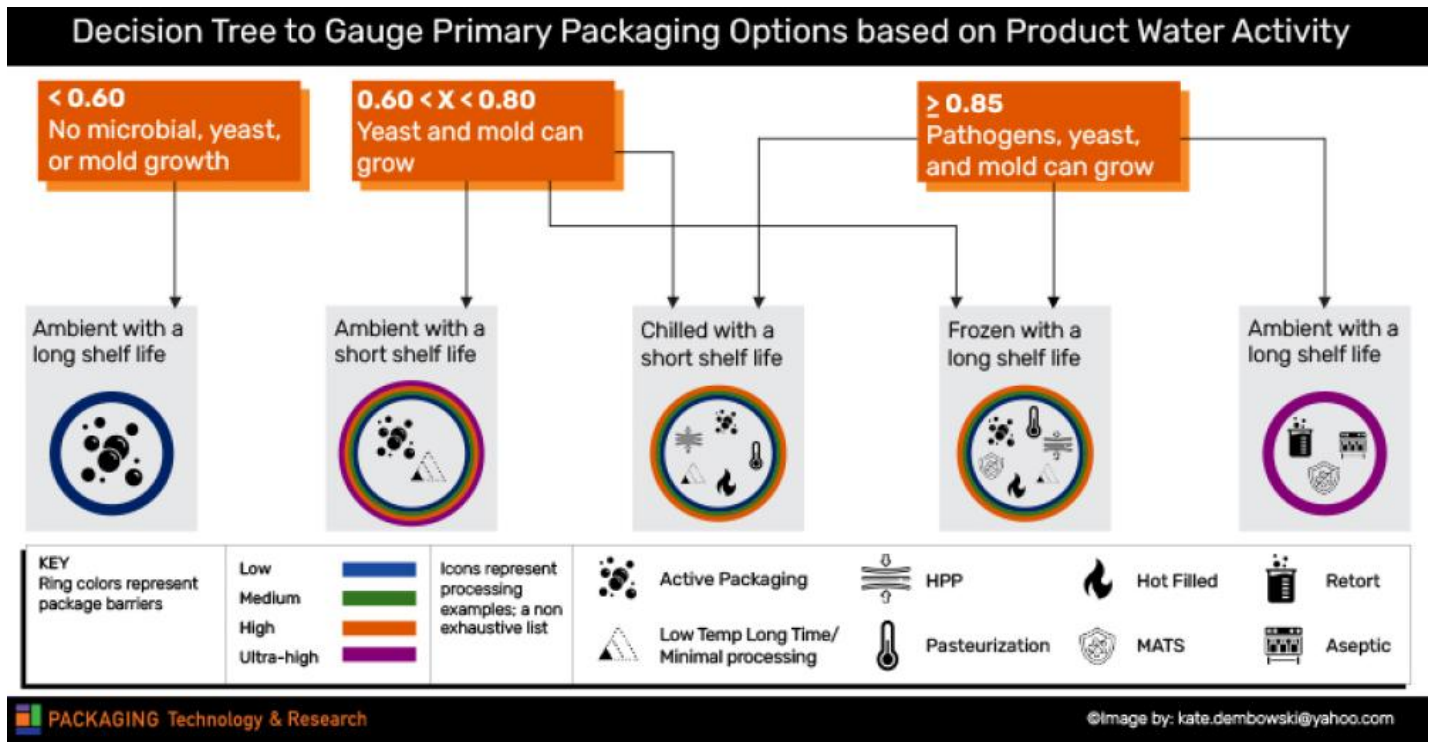 Decision Tree to Gauge Primary Packaging Options based on Product Water Activity
< 0.60
No microbial, yeast,
or mold growth
0.60 < X < 0.80
Yeast and mold can
grow
≥ 0.85
Pathogens, yeast,
and mold can grow
Ambient with a
long shelf life
Ambient with a
short shelf life
Chilled with a
short shelf life
Frozen with a
long shelf life
Ambient with a
long shelf life
KEY
Ring colors represent
package barriers
Low
Medium
High
Ultra-high
Icons represent
processing
examples; a non
exhaustive list
Active Packaging
HPP
Hot Filled
Retort
Low Temp Long Time/
Minimal processing
Pasteurization
MATS
Aseptic
PACKAGING Technology & Research
©Image by: kate.dembowski@yahoo.com